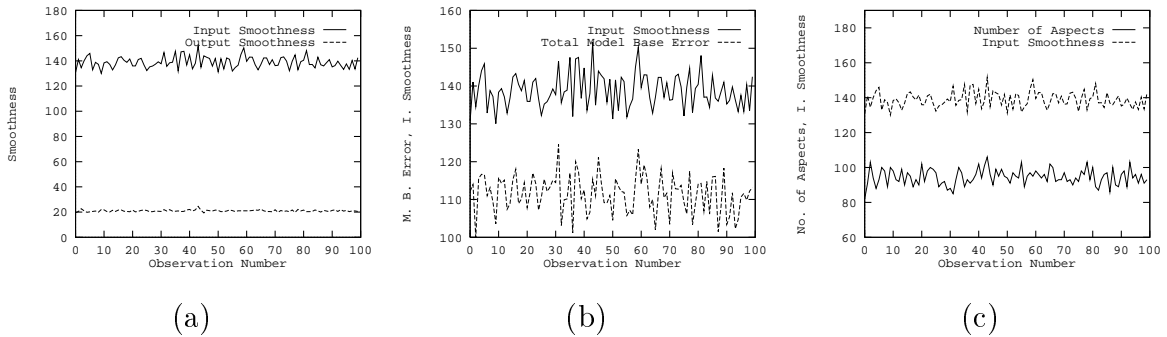 180
160
140
120
100
80
60
40
20
0
Smoothness
Input Smoothness
Output Smoothness
0 10 20 30 40 50 60 70 80 90 100
Observation Number
(a)
160
150
140
130
120
110
100
M. B. Error, I. Smoothness
Input Smoothness
Total Model Base Error
0 10 20 30 40 50 60 70 80 90 100
Observation Number
(b)
180
160
140
120
100
80
60
No. of Aspects, I. Smoothness
Number of Aspects
Input Smoothness
0 10 20 30 40 50 60 70 80 90 100
Observation Number
(c)